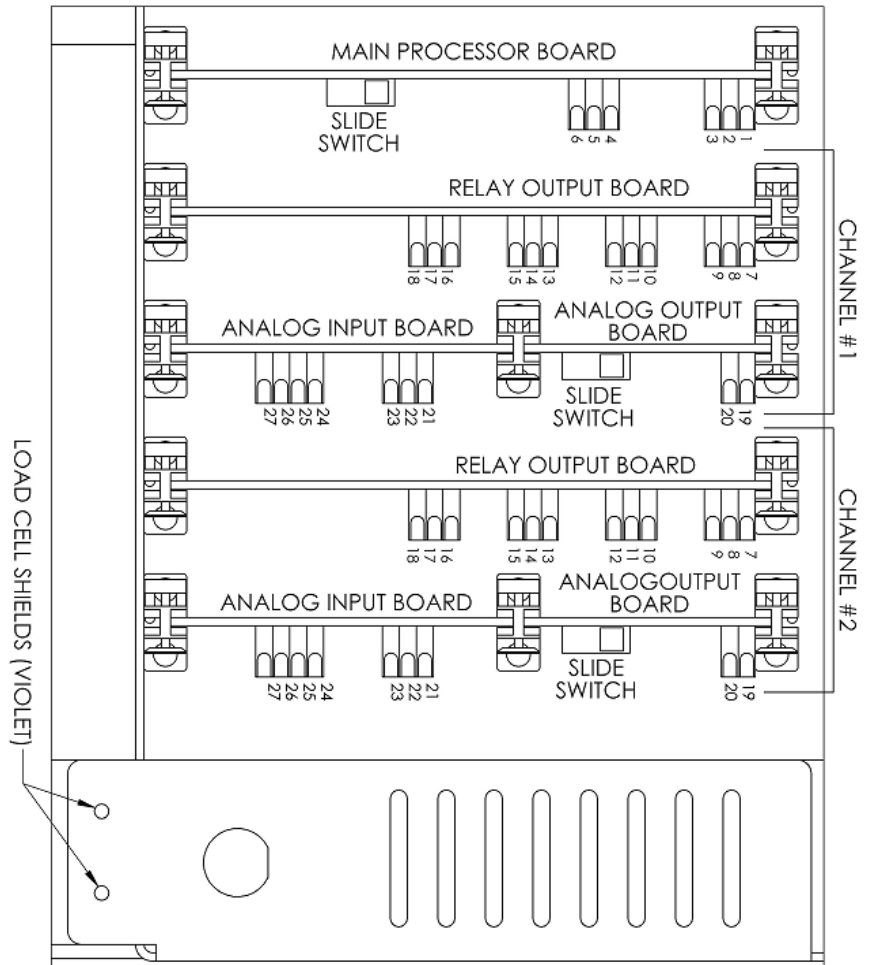 MAIN PROCESSOR BOARD
SLIDE
SWITCH
6 5 4
3 2 1
RELAY OUTPUT BOARD
18 17 16
15 14 13
12 11 10
9 8 7
CHANNEL #1
ANALOG INPUT BOARD
ANALOG OUTPUT
BOARD
27 26 25 24
23 22 21
SLIDE
SWITCH
20 19
RELAY OUTPUT BOARD
18 17 16
15 14 13
12 11 10
9 8 7
CHANNEL #2
ANALOG INPUT BOARD
ANALOGOUTPUT
BOARD
27 26 25 24
23 22 21
SLIDE
SWITCH
20 19
LOAD CELL SHIELDS (VIOLET)